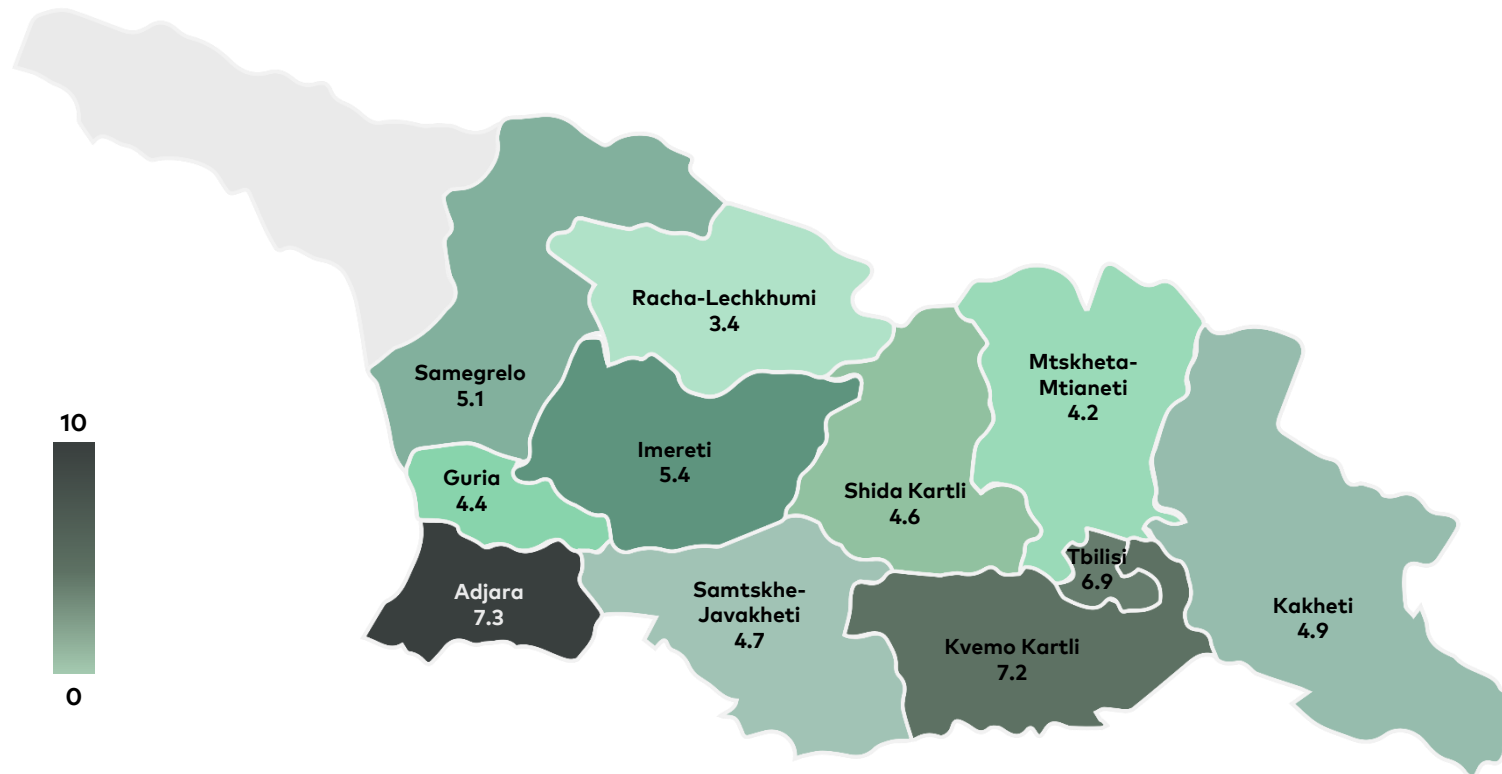 Racha-Lechkhumi
3.4
Mtskheta-
Mtianeti
4.2
Samegrelo
5.1
10
Imereti
5.4
Guria
4.4
Shida Kartli
4.6
Tbilisi
6.9
Adjara
7.3
Samtskhe-
Javakheti
4.7
Kakheti
4.9
Kvemo Kartli
7.2
0